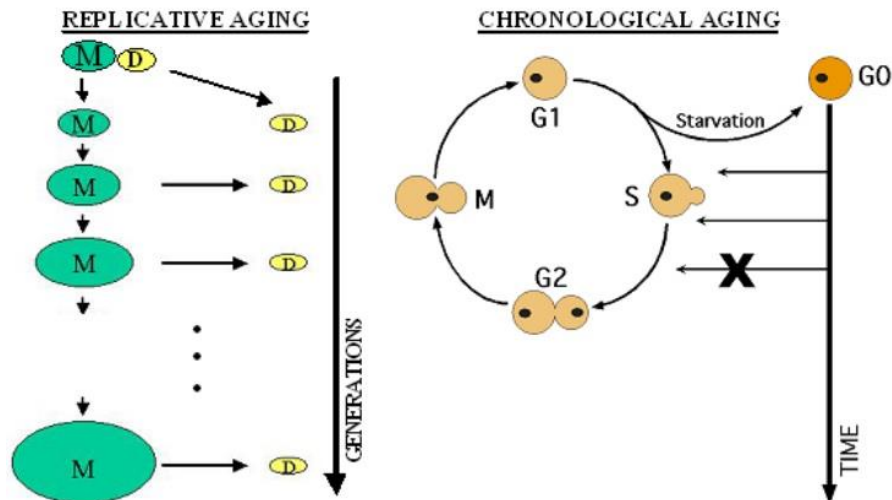 REPLICATIVE AGING
M D
M D
M D
M D
M D
GENERATIONS
CHRONOLOGICAL AGING
G1
G0
Starvation
M
S
X
G2
TIME